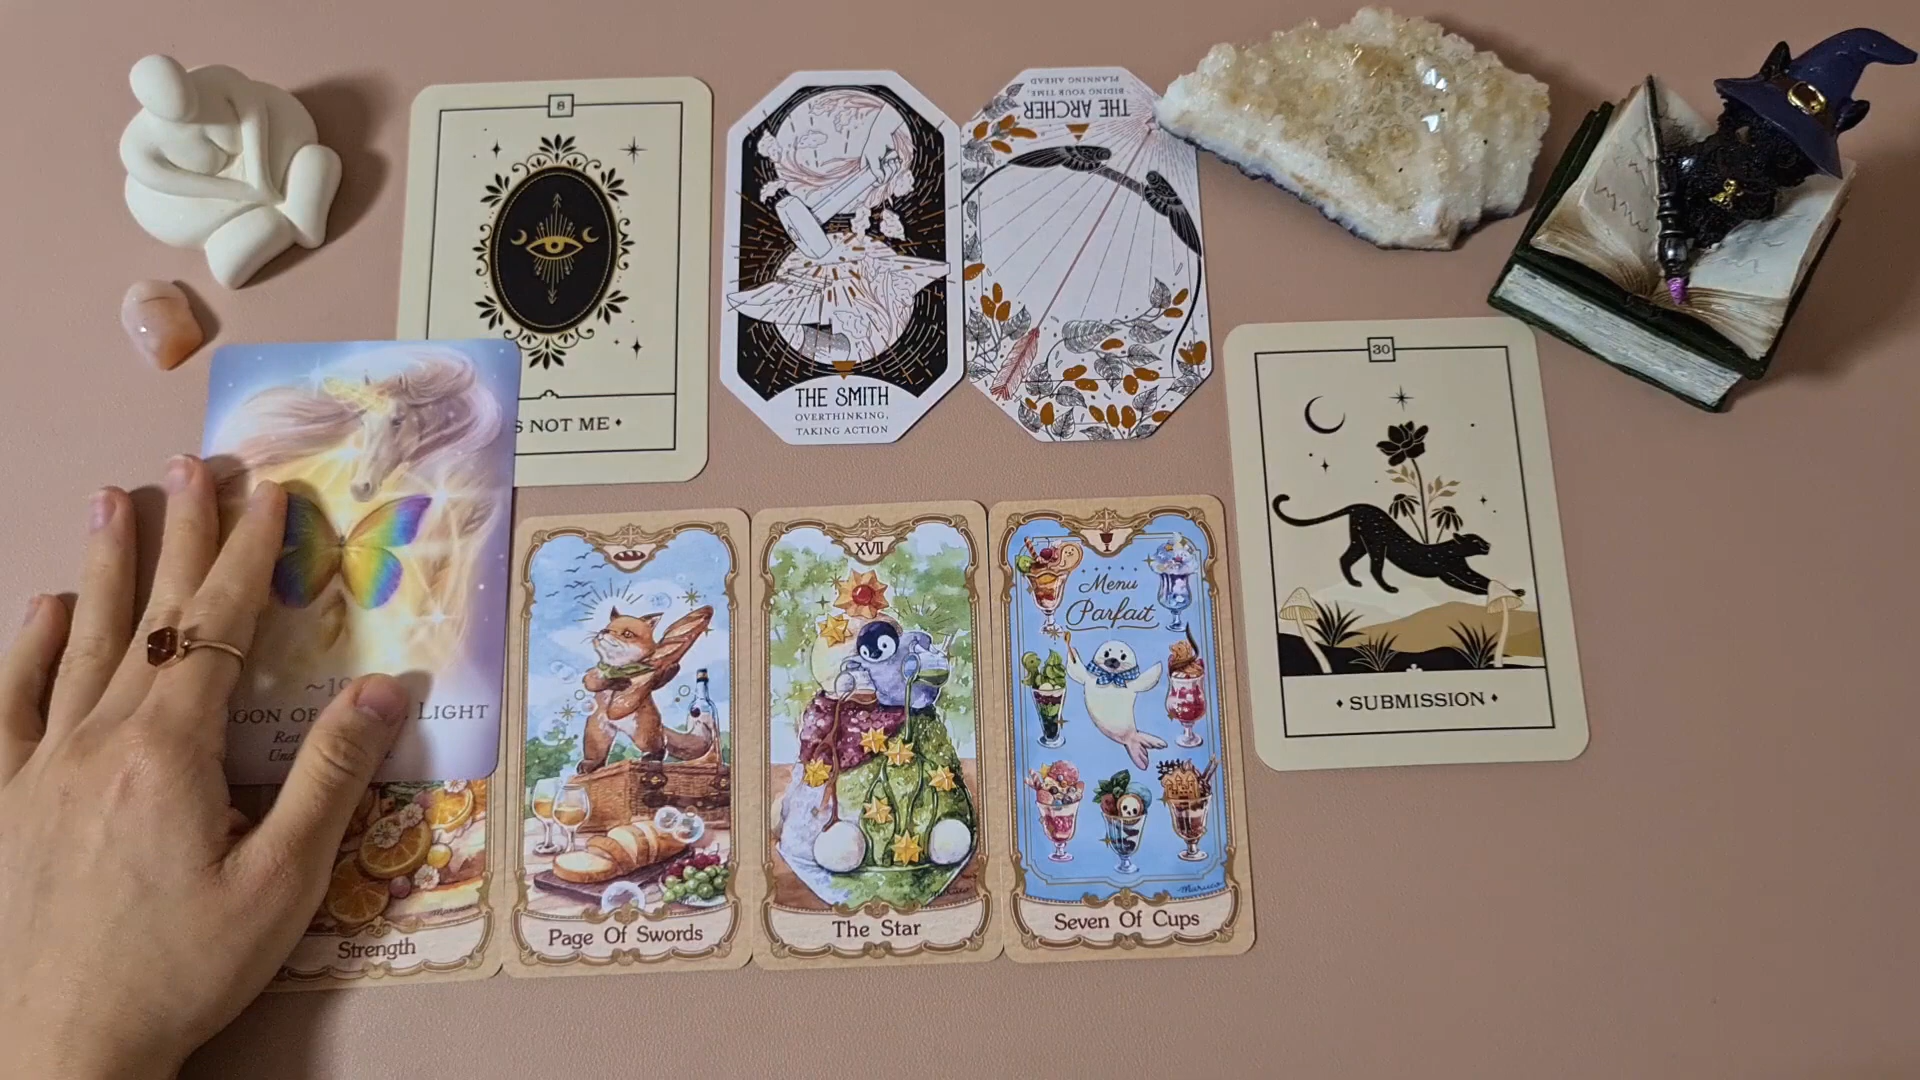 8
S NOT ME
THE SMITH
OVERTHINKING,
TAKING ACTION
THE ARCHER
BIDING YOUR TIME,
PLANNING AHEAD
30
SUBMISSION
LIGHT
Rest
Strength
Page Of Swords
XVII
The Star
Menu
Parfait
Seven Of Cups